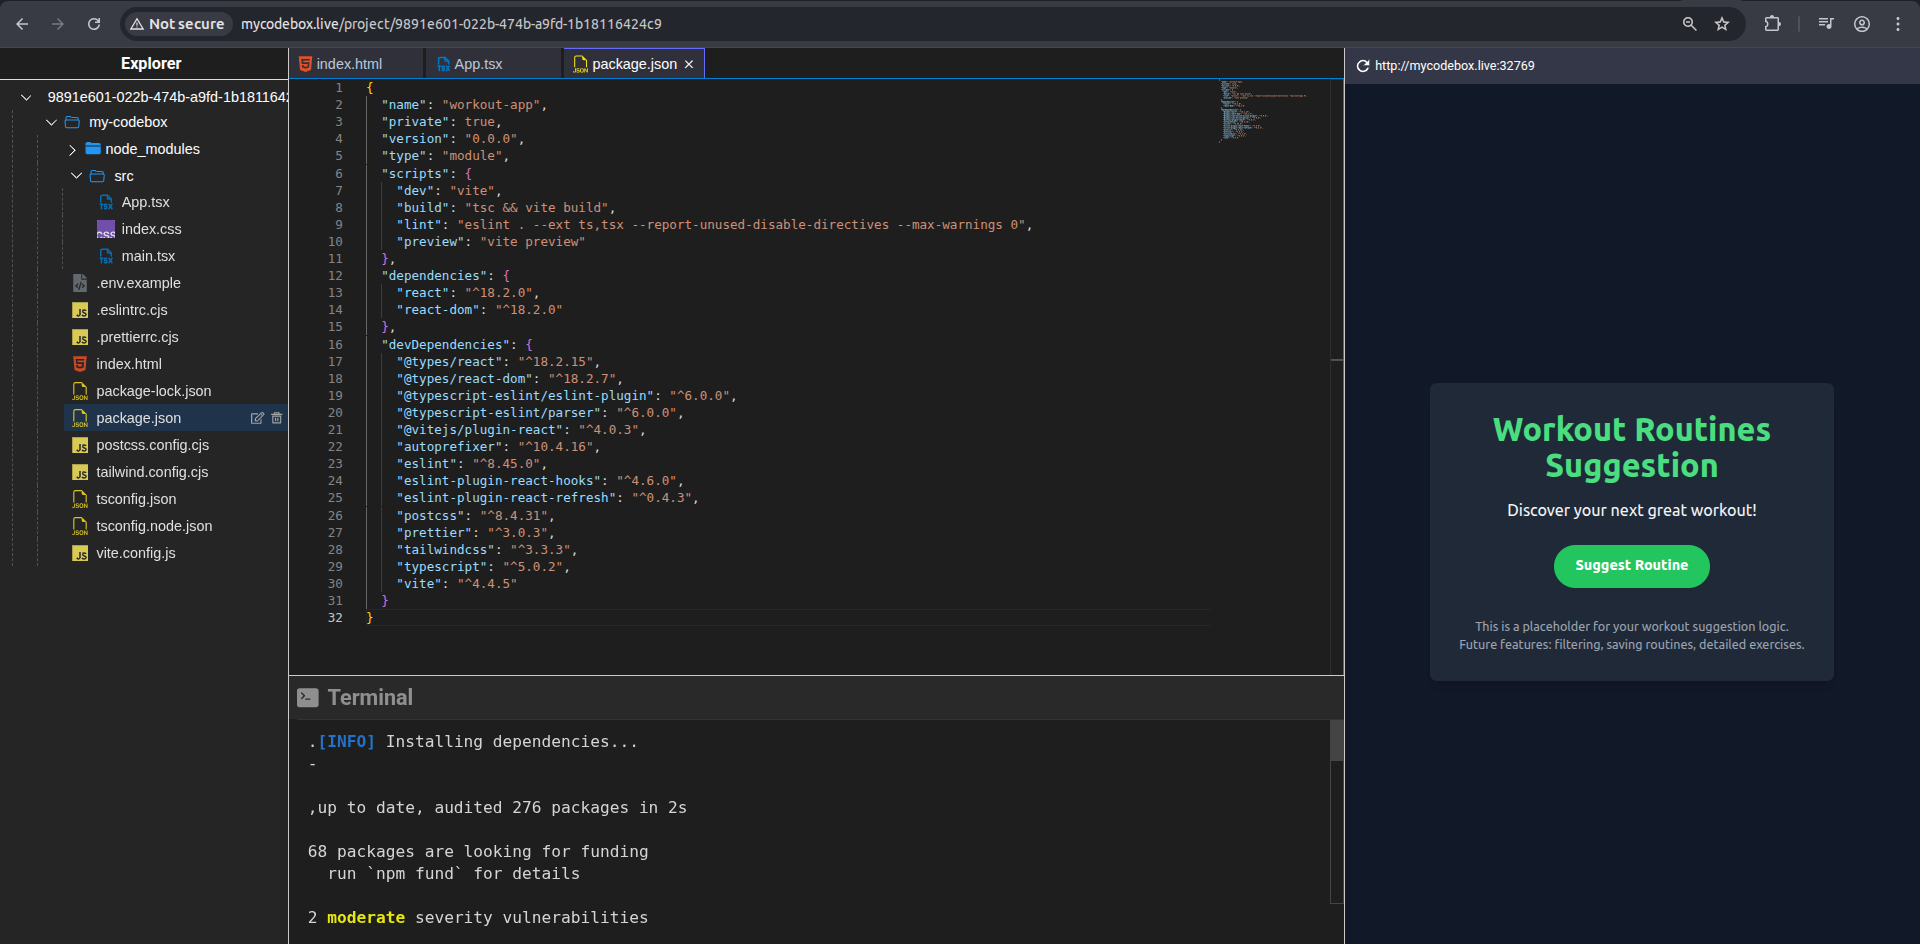 Not secure mycodebox.live/project/9891e601-022b-474b-a9fd-1b18116424c9
Explorer
9891e601-022b-474b-a9fd-1b1811642
my-codebox
node_modules
src
App.tsx
index.css
main.tsx
.env.example
.eslintrc.cjs
.prettierrc.cjs
index.html
package-lock.json
package.json
postcss.config.cjs
tailwind.config.cjs
tsconfig.json
tsconfig.node.json
vite.config.js
index.html App.tsx package.json
1 {
2 "name": "workout-app",
3 "private": true,
4 "version": "0.0.0",
5 "type": "module",
6 "scripts": {
7 "dev": "vite",
8 "build": "tsc && vite build",
9 "lint": "eslint . --ext ts,tsx --report-unused-disable-directives --max-warnings 0",
10 "preview": "vite preview"
11 },
12 "dependencies": {
13 "react": "^18.2.0",
14 "react-dom": "^18.2.0"
15 },
16 "devDependencies": {
17 "@types/react": "^18.2.15",
18 "@types/react-dom": "^18.2.7",
19 "@typescript-eslint/eslint-plugin": "^6.0.0",
20 "@typescript-eslint/parser": "^6.0.0",
21 "@vitejs/plugin-react": "^4.0.3",
22 "autoprefixer": "^10.4.16",
23 "eslint": "^8.45.0",
24 "eslint-plugin-react-hooks": "^4.6.0",
25 "eslint-plugin-react-refresh": "^0.4.3",
26 "postcss": "^8.4.31",
27 "prettier": "^3.0.3",
28 "tailwindcss": "^3.3.3",
29 "typescript": "^5.0.2",
30 "vite": "^4.4.5"
31 }
32 }
Terminal
.[INFO] Installing dependencies...
-
,up to date, audited 276 packages in 2s
68 packages are looking for funding
run `npm fund` for details
2 moderate severity vulnerabilities
http://mycodebox.live:32769
Workout Routines
Suggestion
Discover your next great workout!
Suggest Routine
This is a placeholder for your workout suggestion logic.
Future features: filtering, saving routines, detailed exercises.